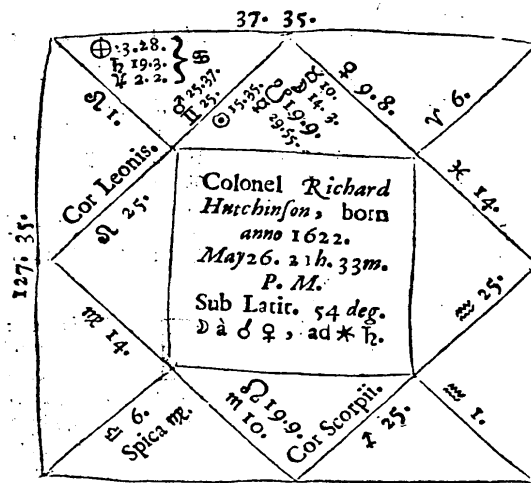 37. 35.
⊕ :3.28. } ♋
♄ 19.3.
♃ 2. 2.
♌ 1.
♂ 25.37.
♊ 25.
☉ 15.35.
☋ 19.9.
29.55.
♉ 10.
14. 3.
♀ 9. 8.
♈ 6.
Cor Leonis.
♌ 25.
♓ 14.
127. 35.
Colonel Richard
Hutchinſon, born
anno 1622.
May 26. 21h. 33m.
P. M.
Sub Latit. 54 deg.
☽ à ☌ ♀, ad ⚹ ♄.
♒ 25.
♍ 14.
♎ 6.
Spica ♍.
☊ 19.9.
♏ 10.
Cor Scorpii.
♐ 25.
♒ 1.